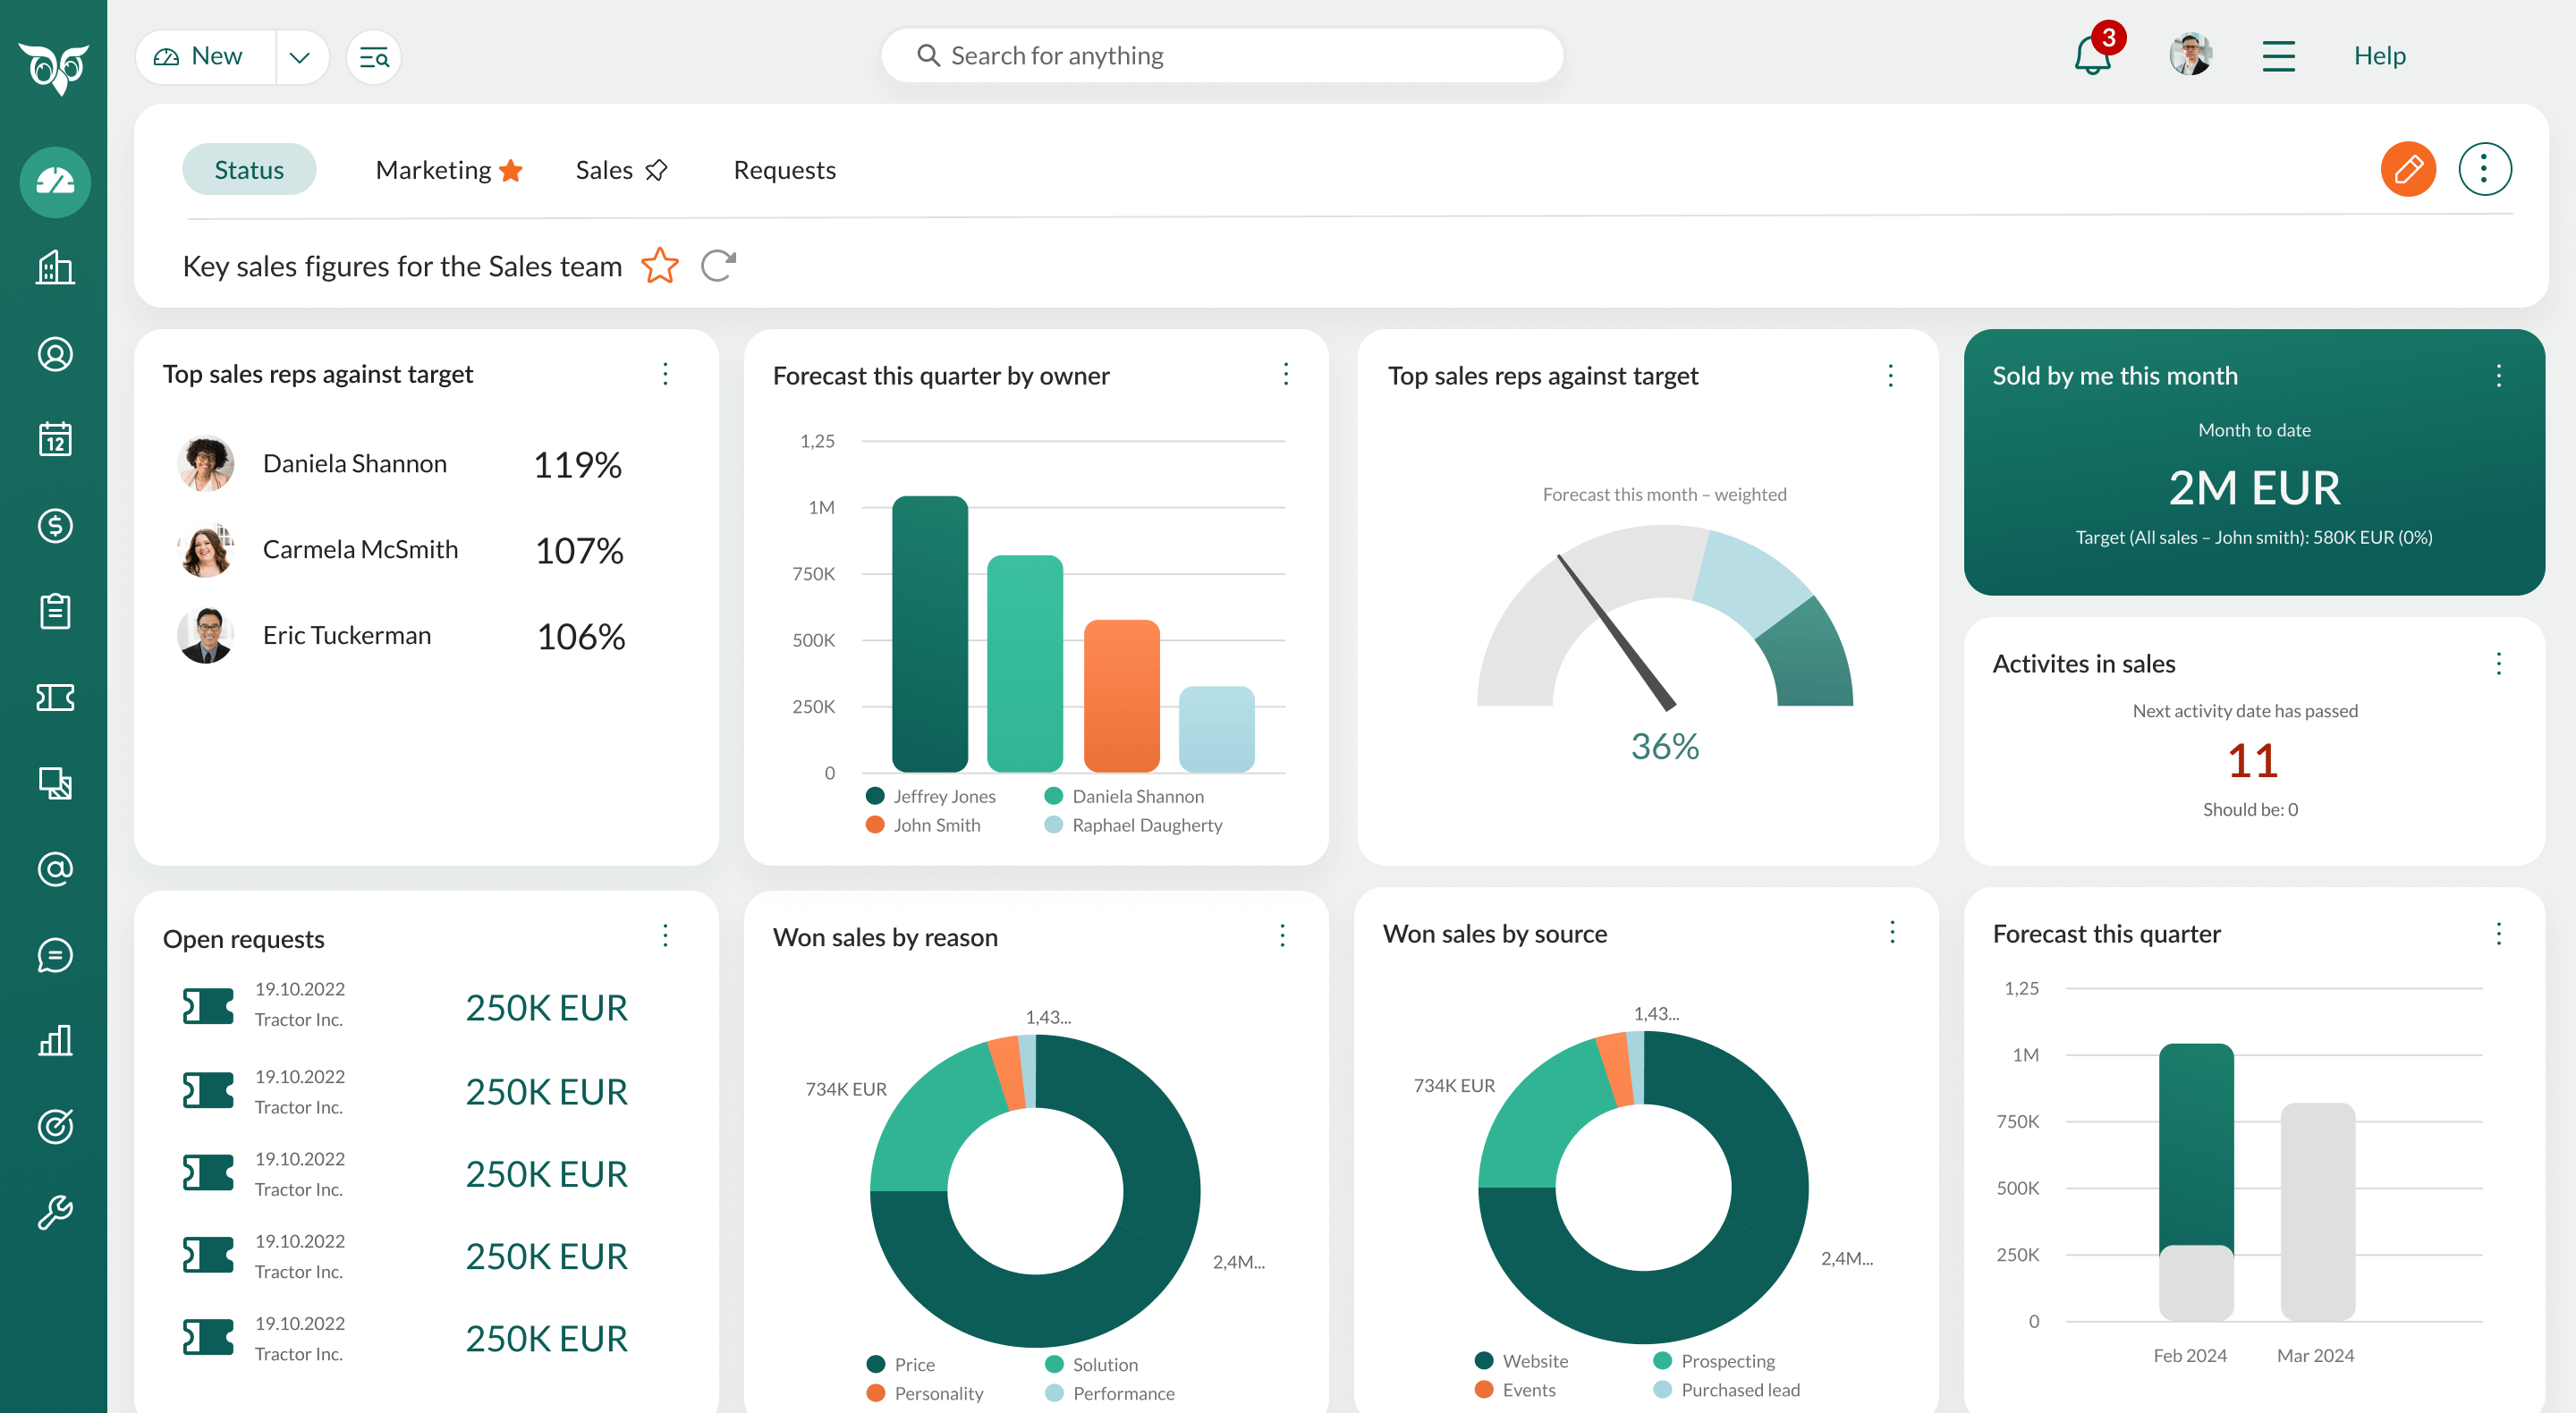 New
Search for anything
3
Help
Status
Marketing
Sales
Requests
Key sales figures for the Sales team
12
Top sales reps against target
Daniela Shannon 119%
Carmela McSmith 107%
Eric Tuckerman 106%
Forecast this quarter by owner
1,25
1M
750K
500K
250K
0
Jeffrey Jones
Daniela Shannon
John Smith
Raphael Daugherty
Top sales reps against target
Forecast this month – weighted
36%
Sold by me this month
Month to date
2M EUR
Target (All sales – John smith): 580K EUR (0%)
Activites in sales
Next activity date has passed
11
Should be: 0
Open requests
19.10.2022
Tractor Inc.
250K EUR
19.10.2022
Tractor Inc.
250K EUR
19.10.2022
Tractor Inc.
250K EUR
19.10.2022
Tractor Inc.
250K EUR
19.10.2022
Tractor Inc.
250K EUR
Won sales by reason
1,43...
734K EUR
2,4M...
Price
Solution
Personality
Performance
Won sales by source
1,43...
734K EUR
2,4M...
Website
Prospecting
Events
Purchased lead
Forecast this quarter
1,25
1M
750K
500K
250K
0
Feb 2024
Mar 2024